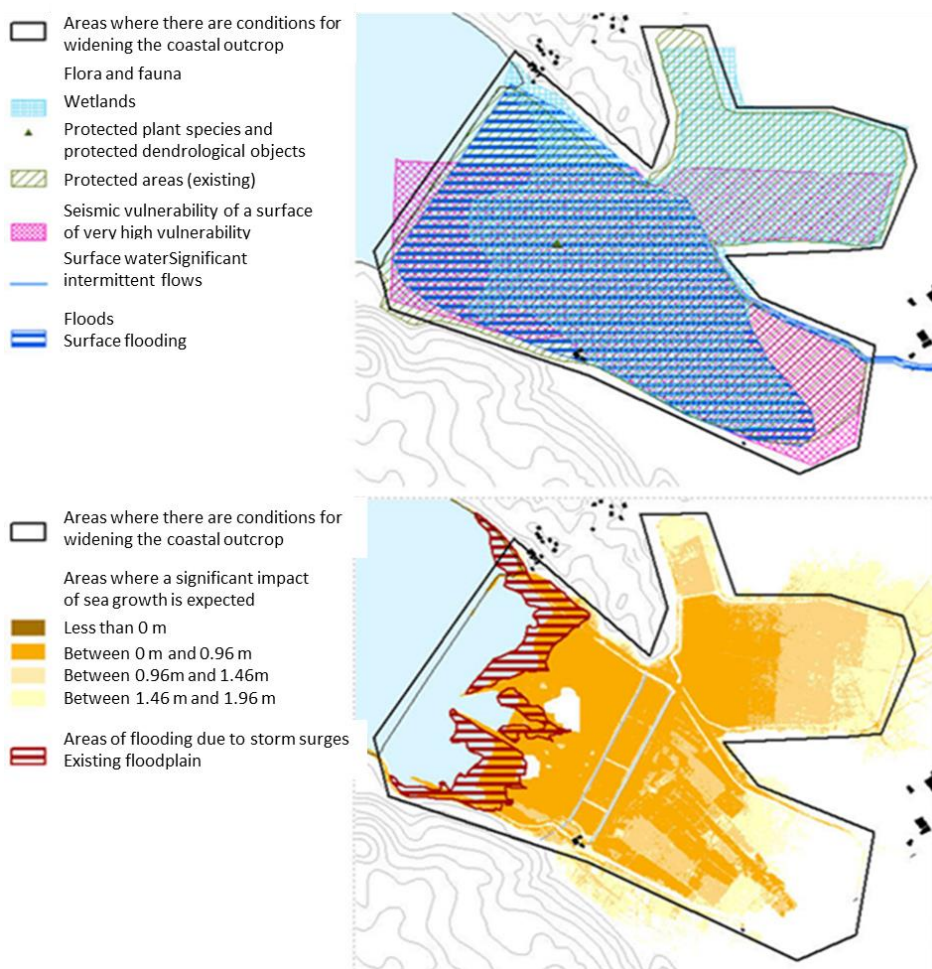 Areas where there are conditions for
widening the coastal outcrop
Flora and fauna
Wetlands
Protected plant species and
protected dendrological objects
Protected areas (existing)
Seismic vulnerability of a surface
of very high vulnerability
Surface waterSignificant
intermittent flows
Floods
Surface flooding
Areas where there are conditions for
widening the coastal outcrop
Areas where a significant impact
of sea growth is expected
Less than 0 m
Between 0 m and 0.96 m
Between 0.96m and 1.46m
Between 1.46 m and 1.96 m
Areas of flooding due to storm surges
Existing floodplain